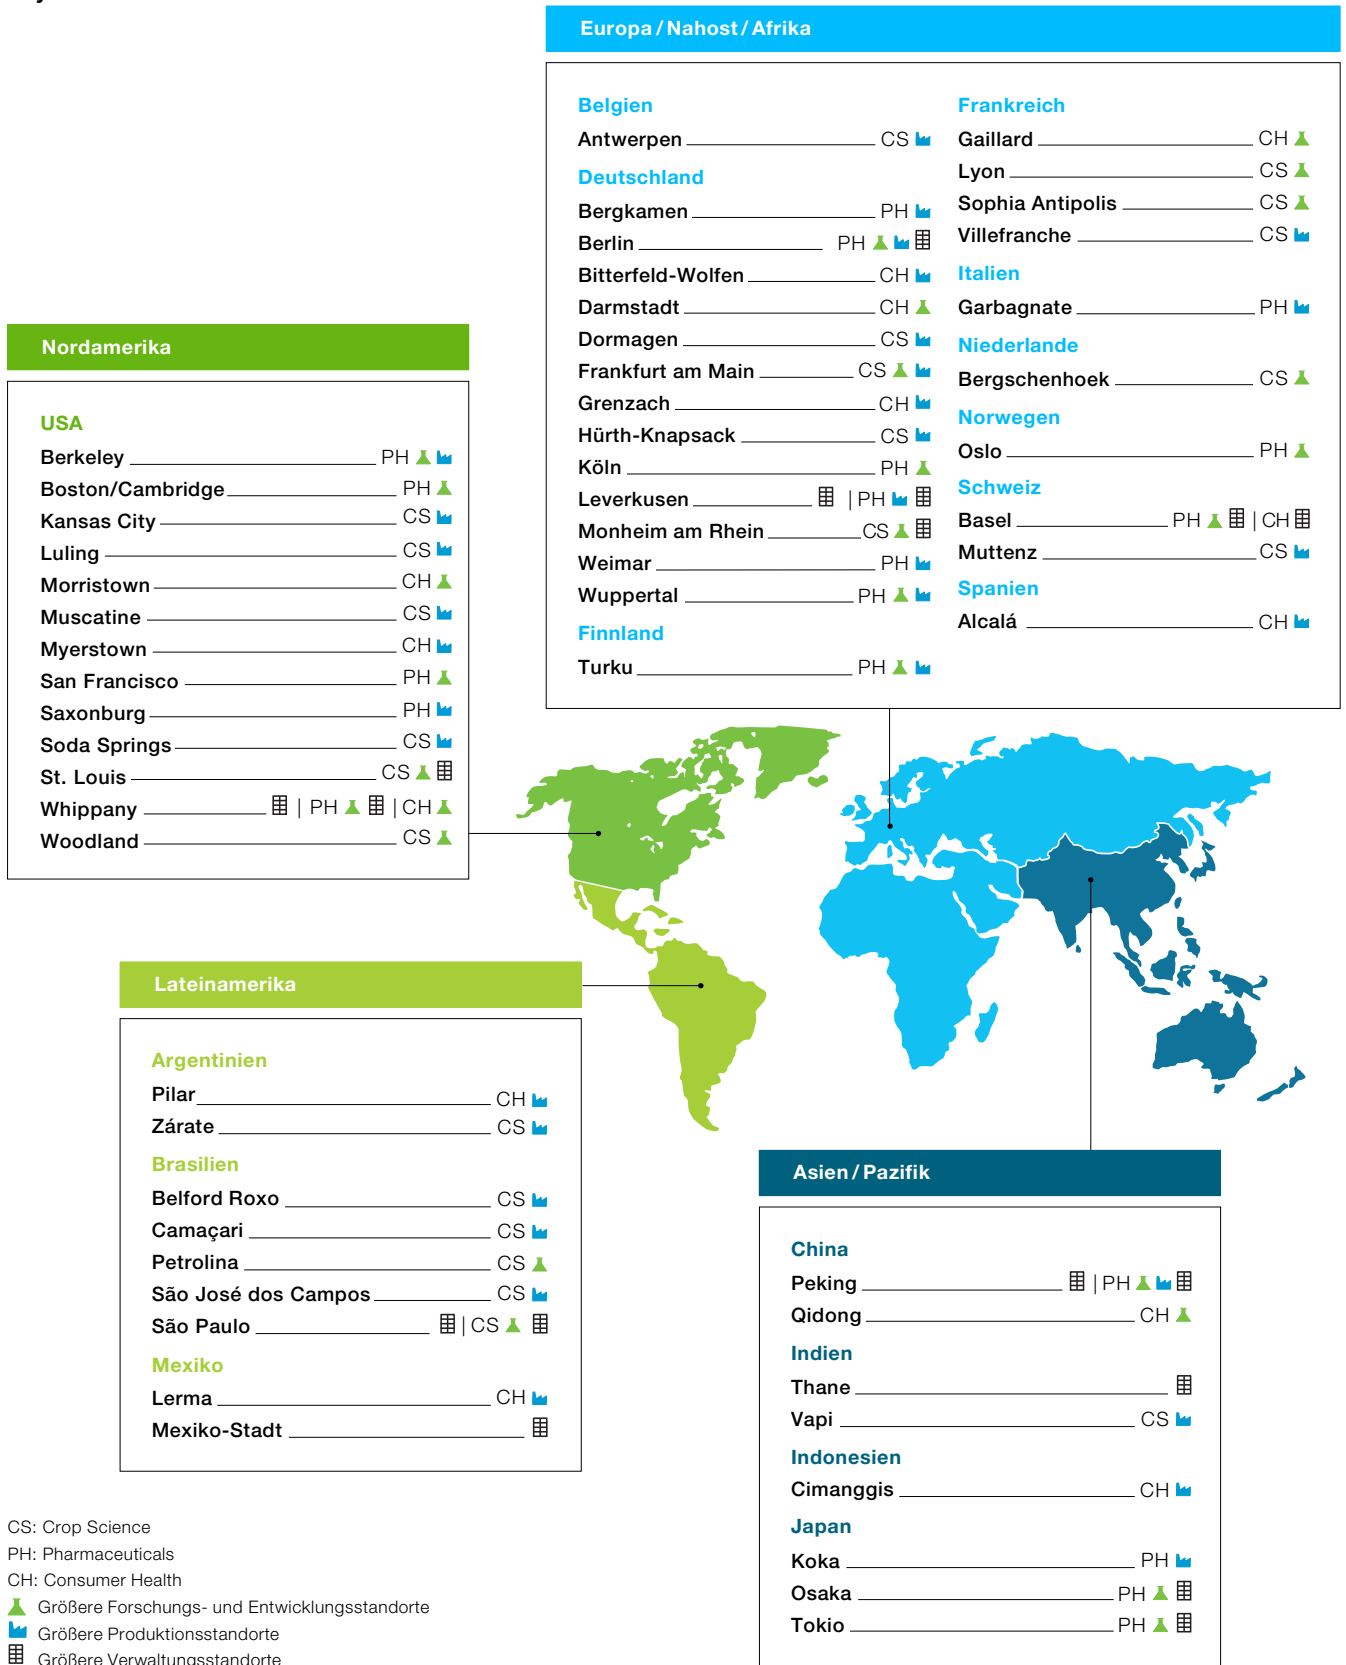 Europa / Nahost / Afrika
Belgien
Antwerpen CS
Deutschland
Bergkamen PH
Berlin PH
Bitterfeld-Wolfen CH
Darmstadt CH
Dormagen CS
Frankfurt am Main CS
Grenzach CH
Hürth-Knapsack CS
Köln PH
Leverkusen | PH
Monheim am Rhein CS
Weimar PH
Wuppertal PH
Finnland
Turku PH
Frankreich
Gaillard CH
Lyon CS
Sophia Antipolis CS
Villefranche CS
Italien
Garbagnate PH
Niederlande
Bergschenhoek CS
Norwegen
Oslo PH
Schweiz
Basel PH | CH
Muttenz CS
Spanien
Alcalá CH
Nordamerika
USA
Berkeley PH
Boston/Cambridge PH
Kansas City CS
Luling CS
Morristown CH
Muscatine CS
Myerstown CH
San Francisco PH
Saxonburg PH
Soda Springs CS
St. Louis CS
Whippany | PH | CH
Woodland CS
Lateinamerika
Argentinien
Pilar CH
Zárate CS
Brasilien
Belford Roxo CS
Camaçari CS
Petrolina CS
São José dos Campos CS
São Paulo | CS
Mexiko
Lerma CH
Mexiko-Stadt
Asien / Pazifik
China
Peking | PH
Qidong CH
Indien
Thane
Vapi CS
Indonesien
Cimanggis CH
Japan
Koka PH
Osaka PH
Tokio PH
CS: Crop Science
PH: Pharmaceuticals
CH: Consumer Health
Größere Forschungs- und Entwicklungsstandorte
Größere Produktionsstandorte
Größere Verwaltungsstandorte